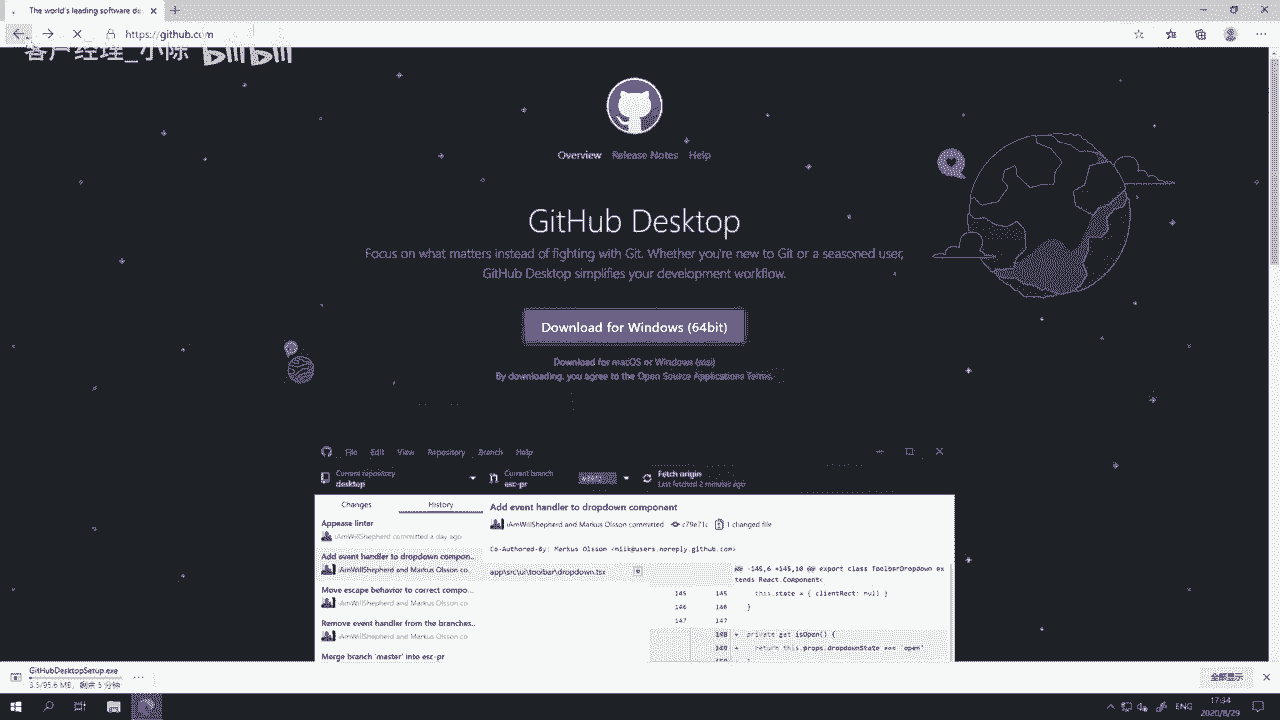 The world's leading software de
https://github.com
客户经理_小陈 bilibili
Overview Release Notes Help
GitHub Desktop
Focus on what matters instead of fighting with Git. Whether you're new to Git or a seasoned user,
GitHub Desktop simplifies your development workflow.
Download for Windows (64bit)
Download for macOS or Windows (msi)
By downloading, you agree to the Open Source Applications Terms.
File Edit View Repository Branch Help
Current repository
desktop
Current branch
esc-pr
Fetch origin
Last fetched 2 minutes ago
Changes History
Add event handler to dropdown component
iAmWillShepherd and Markus Olsson committed c79e71c 1 changed file
Co-Authored-By: Markus Olsson <niik@users.noreply.github.com>
Appease linter
iAmWillShepherd committed a day ago
Add event handler to dropdown compon...
iAmWillShepherd and Markus Olsson co
Move escape behavior to correct compo...
iAmWillShepherd and Markus Olsson co
Remove event handler from the branches..
iAmWillShepherd and Markus Olsson co
Merge branch 'master' into esc-pr
app\src\ui\toolbar\dropdown.tsx
@@ -145,6 +145,10 @@ export class ToolbarDropdown ex
tends React.Component<
145 145 this.state = { clientRect: null }
146 146 }
147 147
148 + private get isOpen() {
149 + return this.props.dropdownState === 'open'
GitHubDesktopSetup.exe
3.5/95.6 MB, 剩余 5 分钟
全部显示
ENG
17:34
2020/8/29